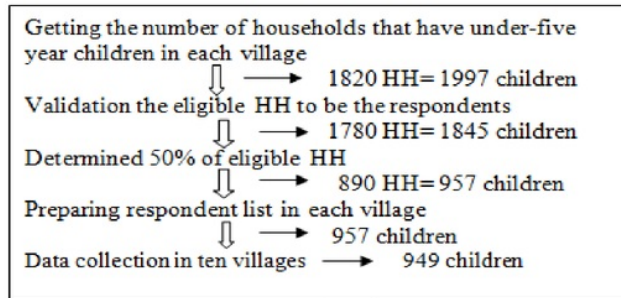 Getting the number of households that have under-five
year children in each village
1820 HH= 1997 children
Validation the eligible HH to be the respondents
1780 HH= 1845 children
Determined 50% of eligible HH
890 HH= 957 children
Preparing respondent list in each village
957 children
Data collection in ten villages
949 children